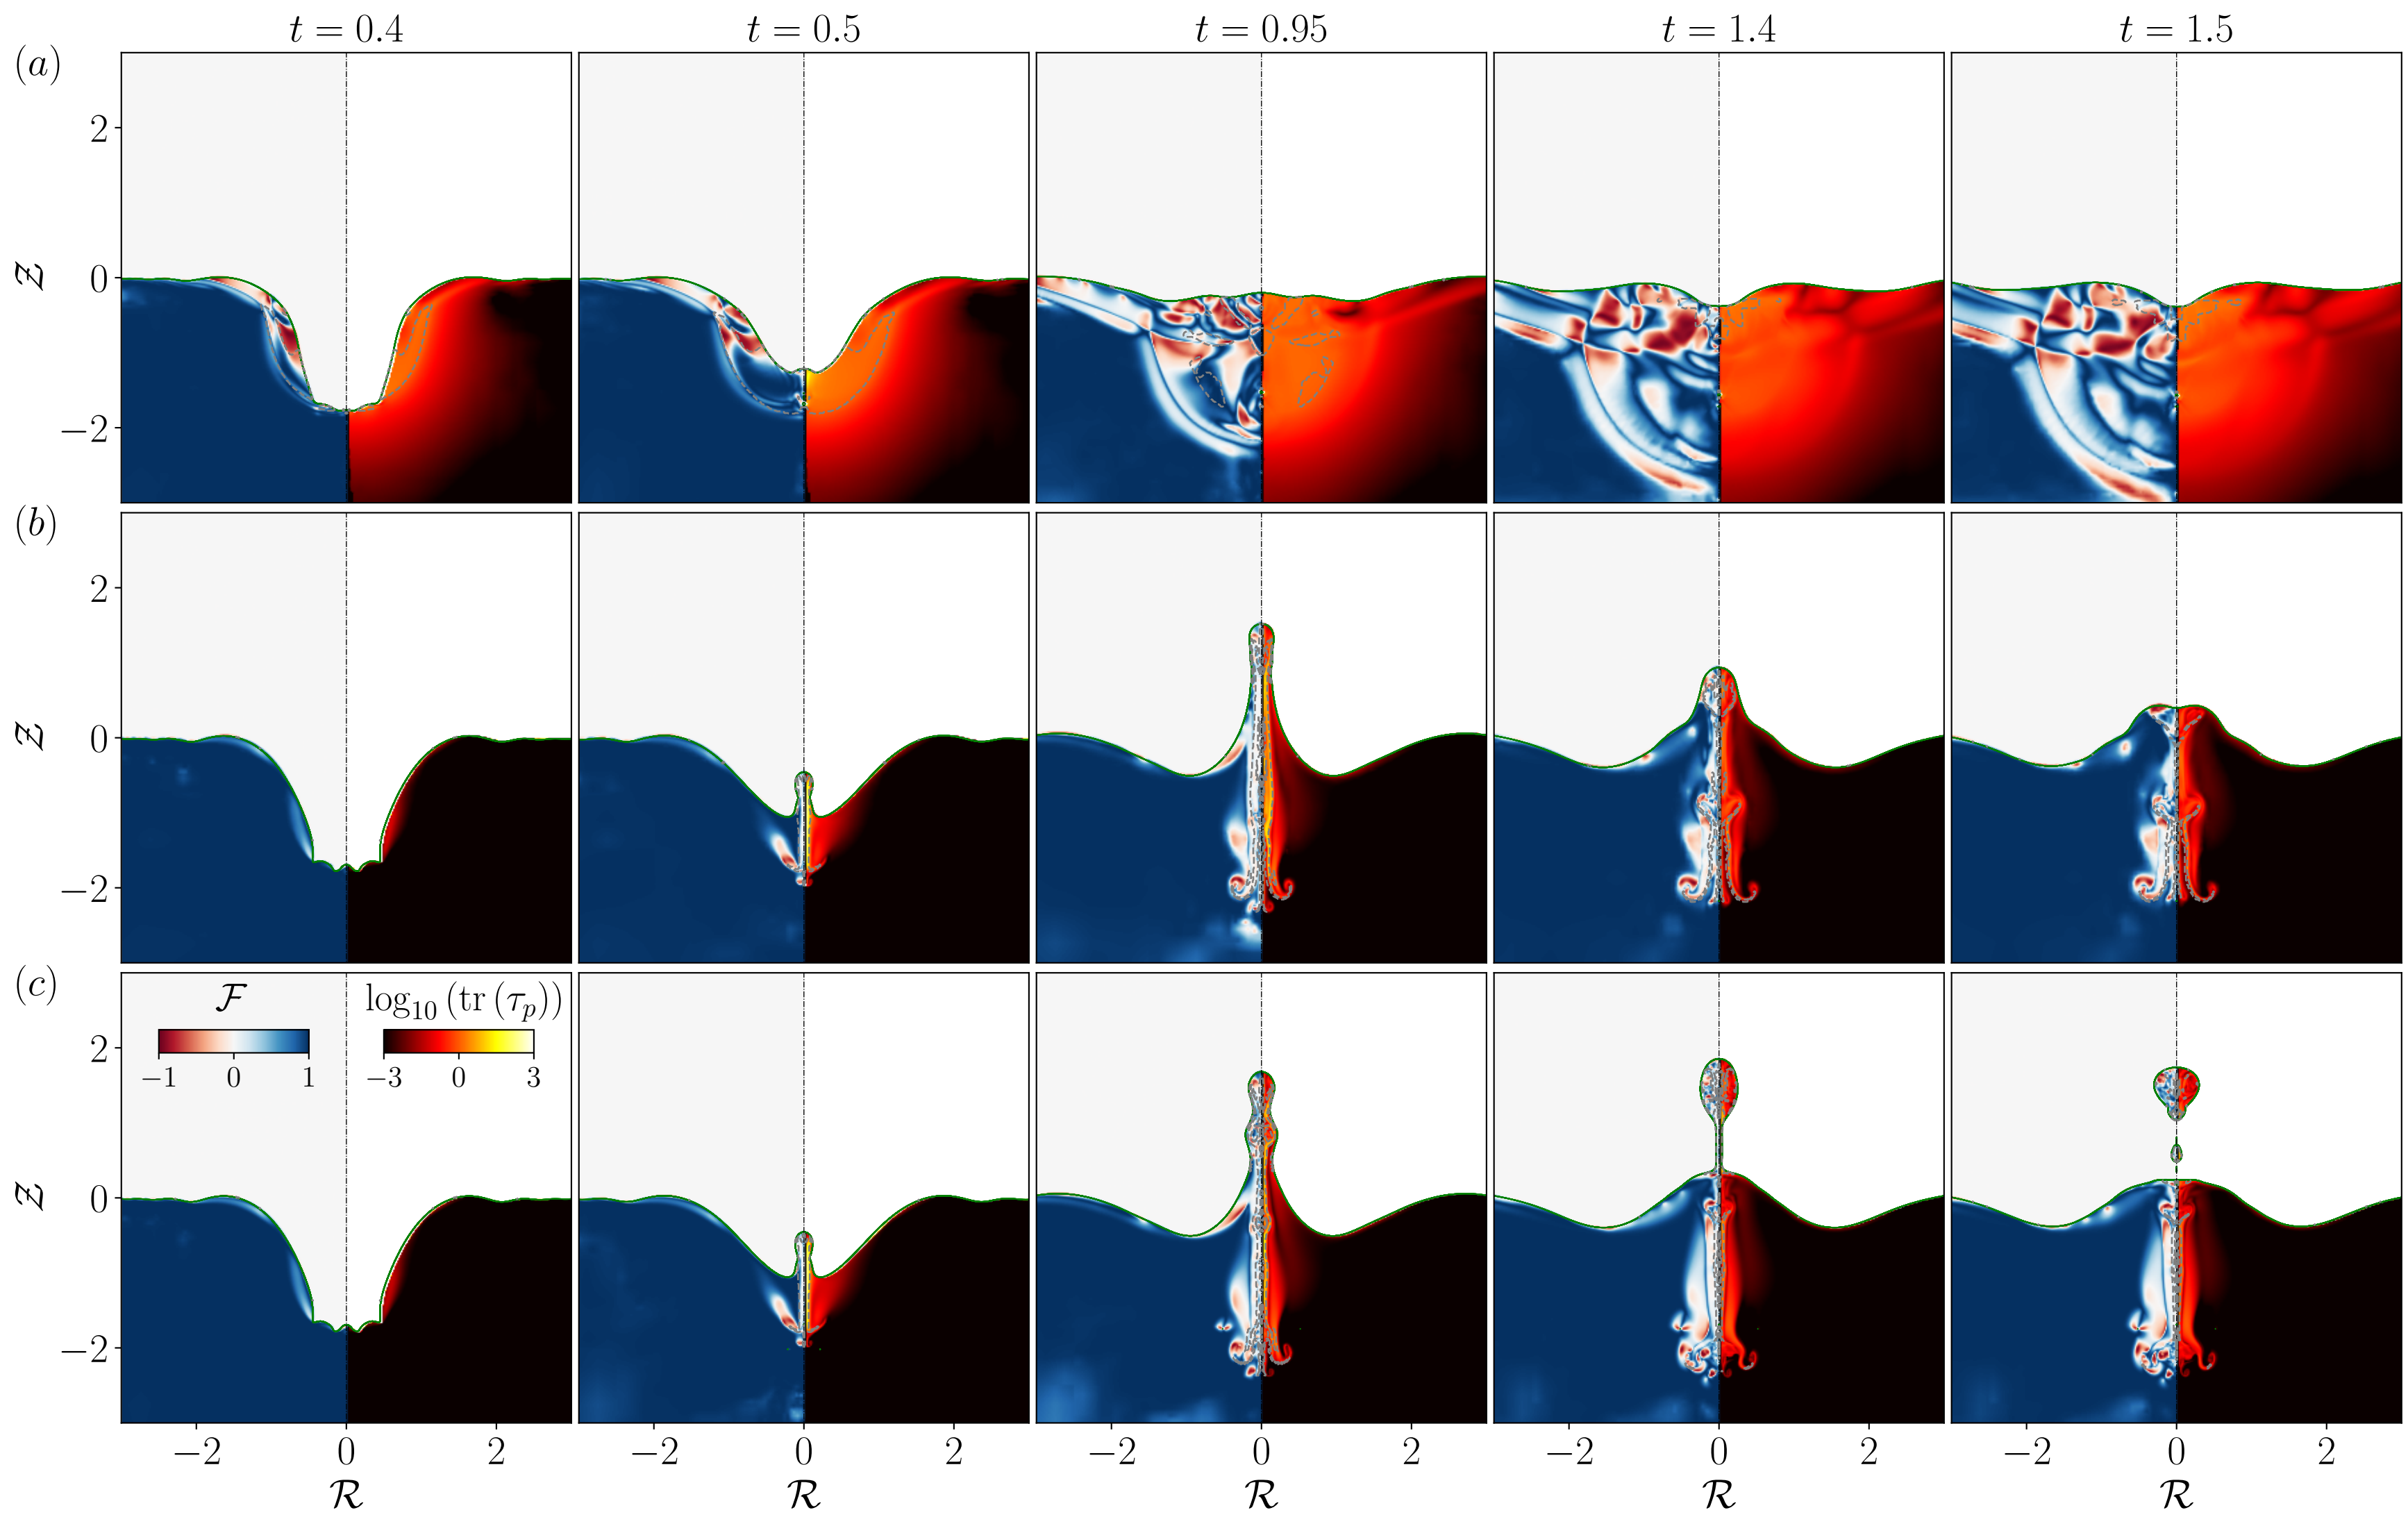 t = 0.4 t = 0.5 t = 0.95 t = 1.4 t = 1.5
(a)
2
0
−2
Z
(b)
2
0
−2
Z
(c)
F log10 (tr (τp))
−1 0 1 −3 0 3
2
0
−2
Z
−2 0 2 −2 0 2 −2 0 2 −2 0 2 −2 0 2
R R R R R